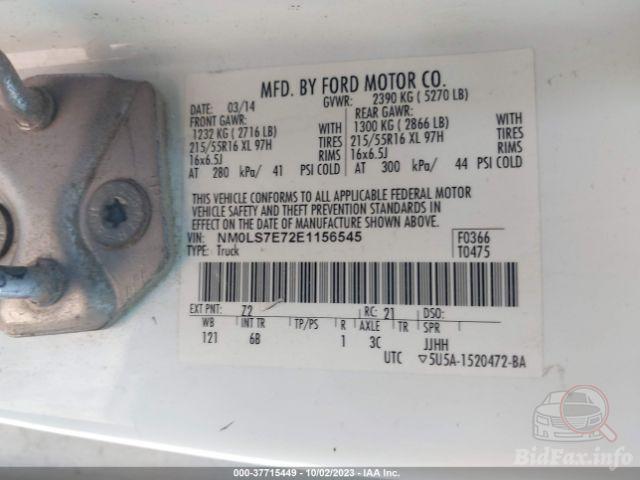 MFD. BY FORD MOTOR CO.
DATE: 03/14 GVWR: 2390 KG ( 5270 LB)
FRONT GAWR: REAR GAWR:
1232 KG ( 2716 LB) WITH 1300 KG ( 2866 LB) WITH
215/55R16 XL 97H TIRES 215/55R16 XL 97H TIRES
16x6.5J RIMS 16x6.5J RIMS
AT 280 kPa/ 41 PSI COLD AT 300 kPa/ 44 PSI COLD
THIS VEHICLE CONFORMS TO ALL APPLICABLE FEDERAL MOTOR
VEHICLE SAFETY AND THEFT PREVENTION STANDARDS IN
EFFECT ON THE DATE OF MANUFACTURE SHOWN ABOVE.
VIN: NM0LS7E72E1156545 F0366
TYPE: Truck T0475
EXT PNT: 72 RC: 21 DSO:
WB INT TR TP/PS R AXLE TR SPR
121 6B 1 3C JJHH
UTC ▽5U5A-1520472-BA
000-37715449 - 10/02/2023 - IAA Inc.
BidFax.info